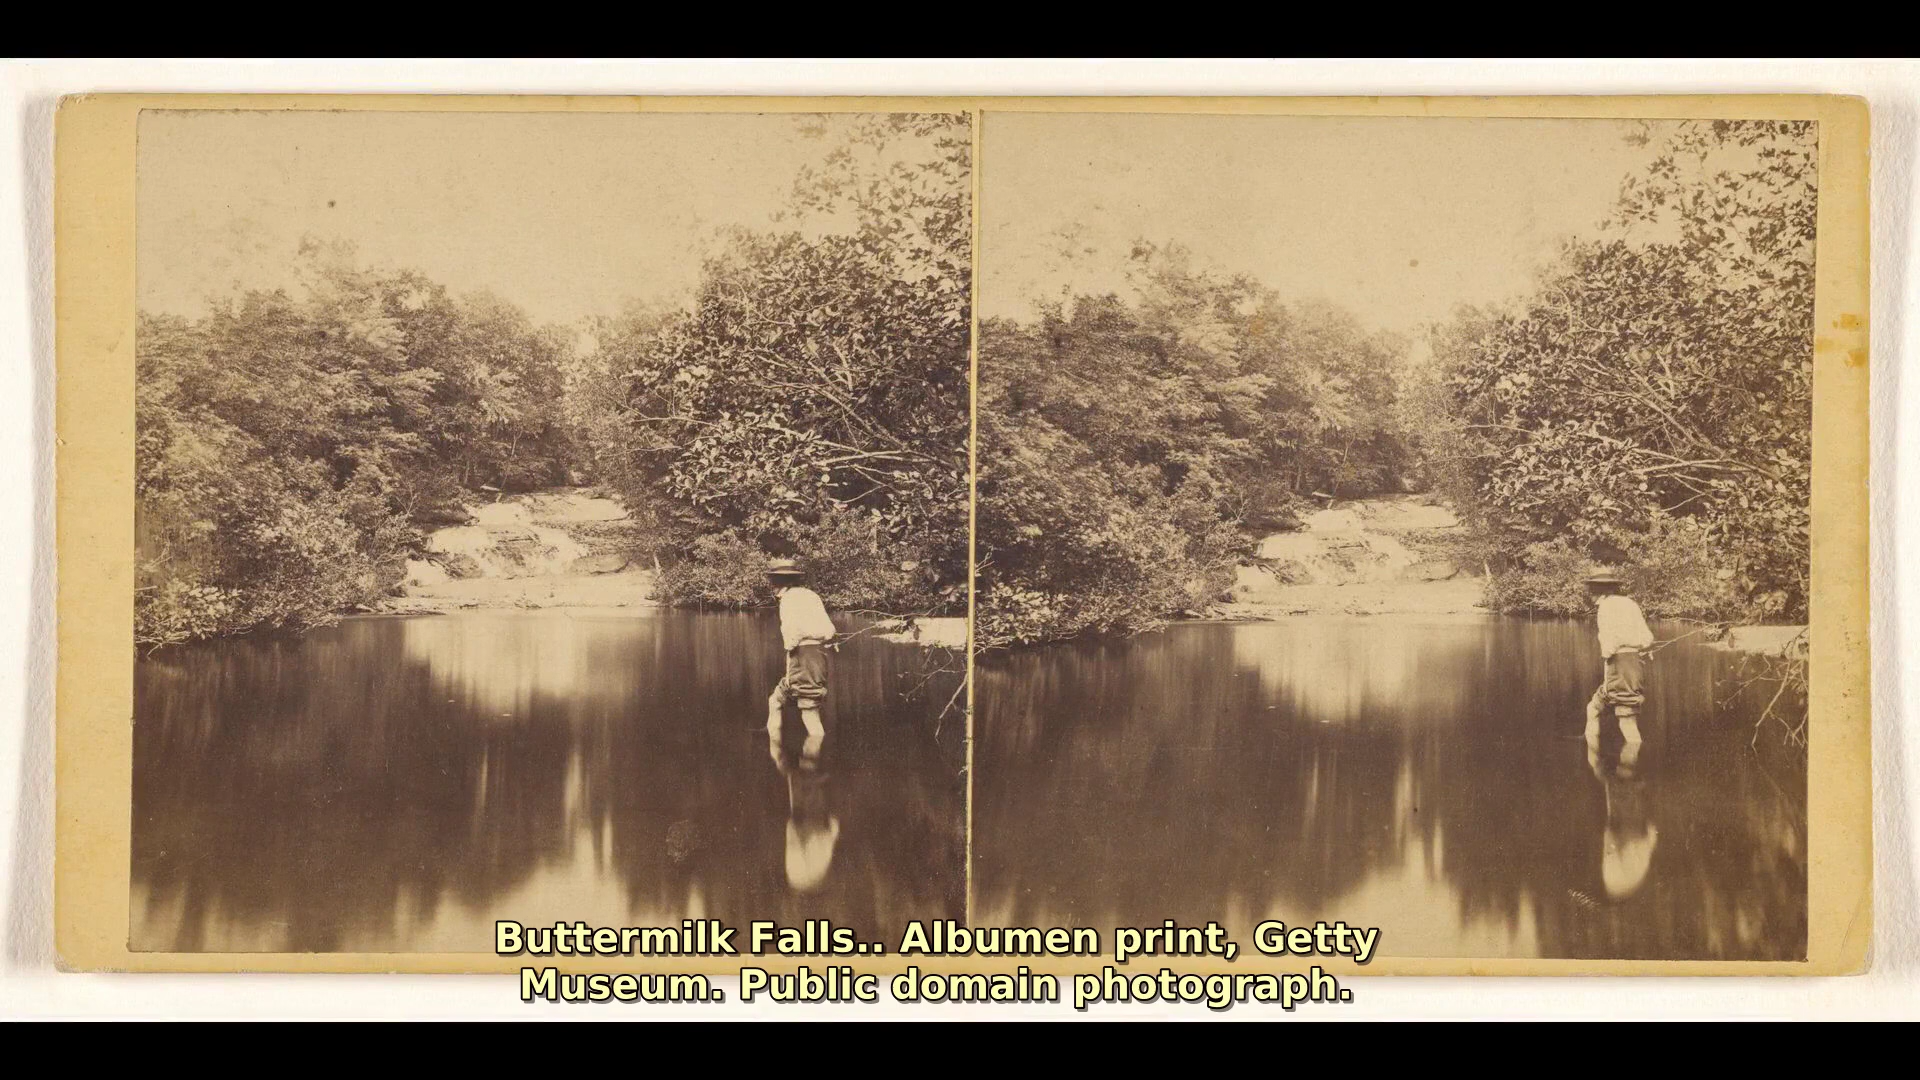 Buttermilk Falls.. Albumen print, Getty
Museum. Public domain photograph.